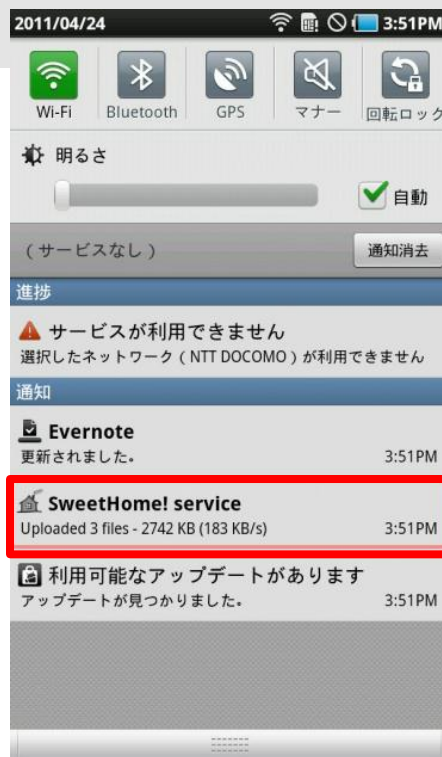 2011/04/24 3:51PM
Wi-Fi Bluetooth GPS マナー 回転ロック
明るさ
自動
（サービスなし） 通知消去
進捗
サービスが利用できません
選択したネットワーク（NTT DOCOMO）が利用できません
通知
Evernote
更新されました。 3:51PM
SweetHome! service
Uploaded 3 files - 2742 KB (183 KB/s) 3:51PM
利用可能なアップデートがあります
アップデートが見つかりました。 3:51PM